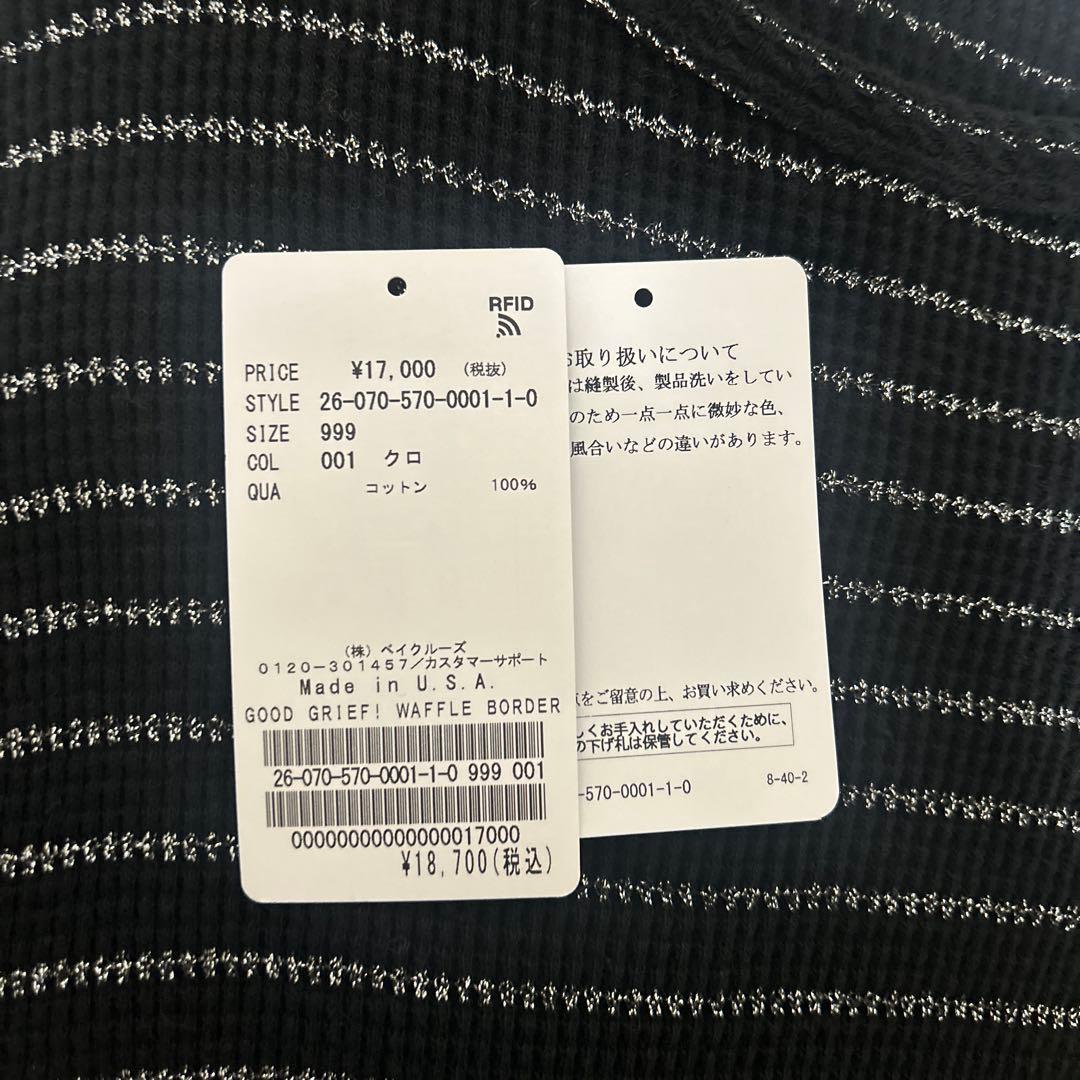 RFID
PRICE ¥17,000 (税抜)
STYLE 26-070-570-0001-1-0
SIZE 999
COL 001 クロ
QUA コットン 100%
(株) ベイクルーズ
0120-301457/カスタマーサポート
Made in U.S.A.
GOOD GRIEF! WAFFLE BORDER
26-070-570-0001-1-0 999 001
00000000000000017000
¥18,700(税込)
お取り扱いについて
は縫製後、製品洗いをしてい
のため一点一点に微妙な色、
風合いなどの違いがあります。
点をご留意の上、お買い求めください。
しくお手入れしていただくために、
の下げ札は保管してください。
-570-0001-1-0 8-40-2